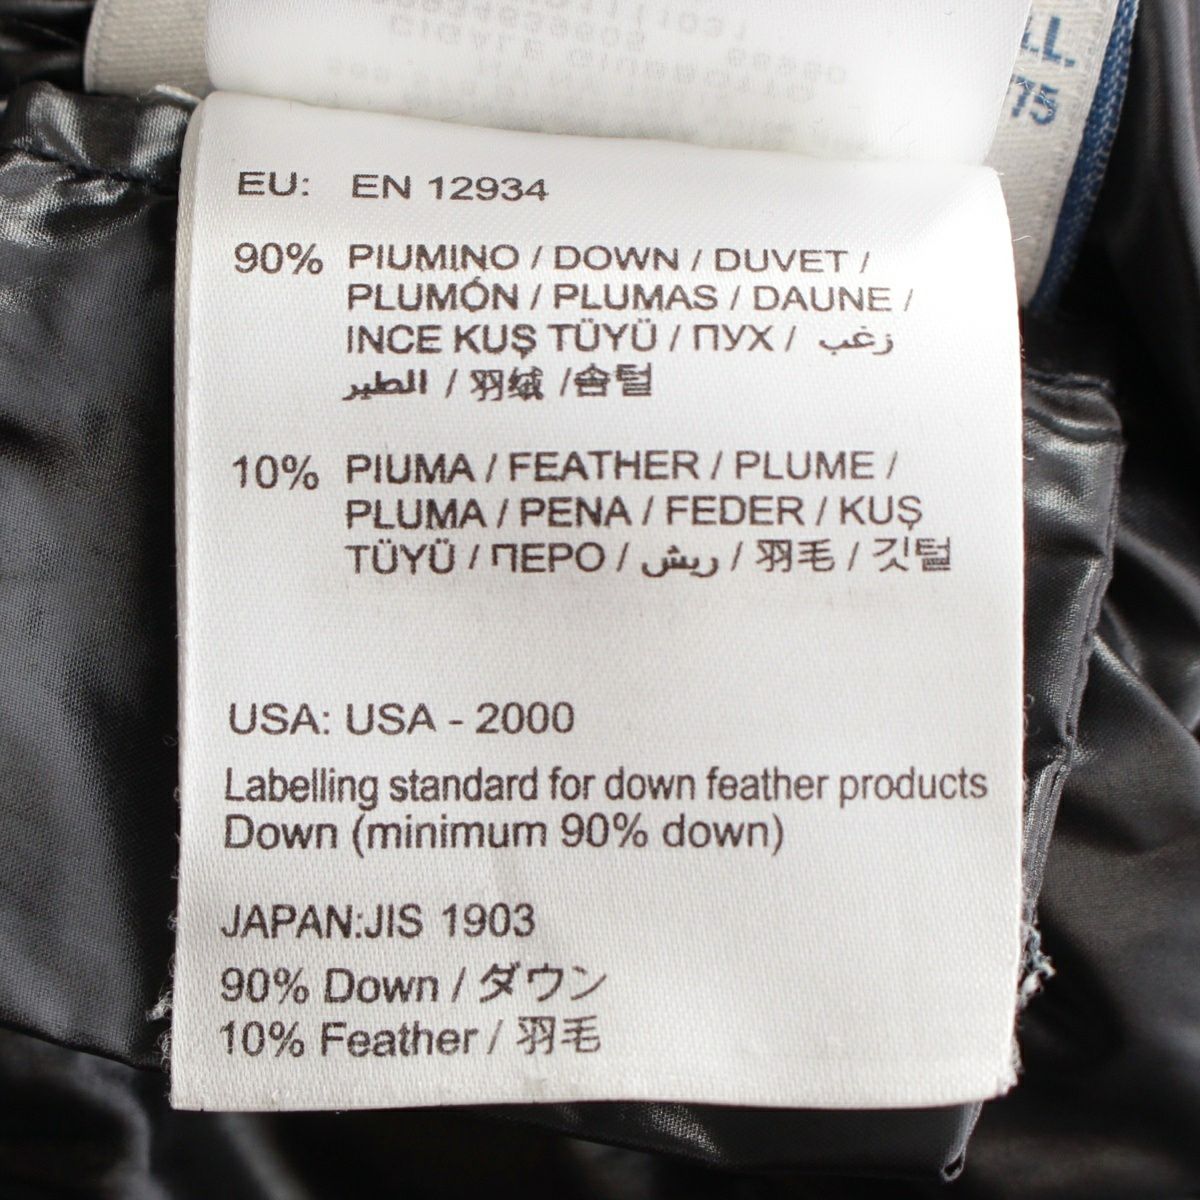 LL
75
EU: EN 12934
90% PIUMINO / DOWN / DUVET /
PLUMÓN / PLUMAS / DAUNE /
INCE KUŞ TÜYÜ / ПУХ / زغب
الطير / 羽绒 /솜털
10% PIUMA / FEATHER / PLUME /
PLUMA / PENA / FEDER / KUŞ
TÜYÜ / ПЕРО / ريش / 羽毛 / 깃털
USA: USA - 2000
Labelling standard for down feather products
Down (minimum 90% down)
JAPAN:JIS 1903
90% Down / ダウン
10% Feather / 羽毛